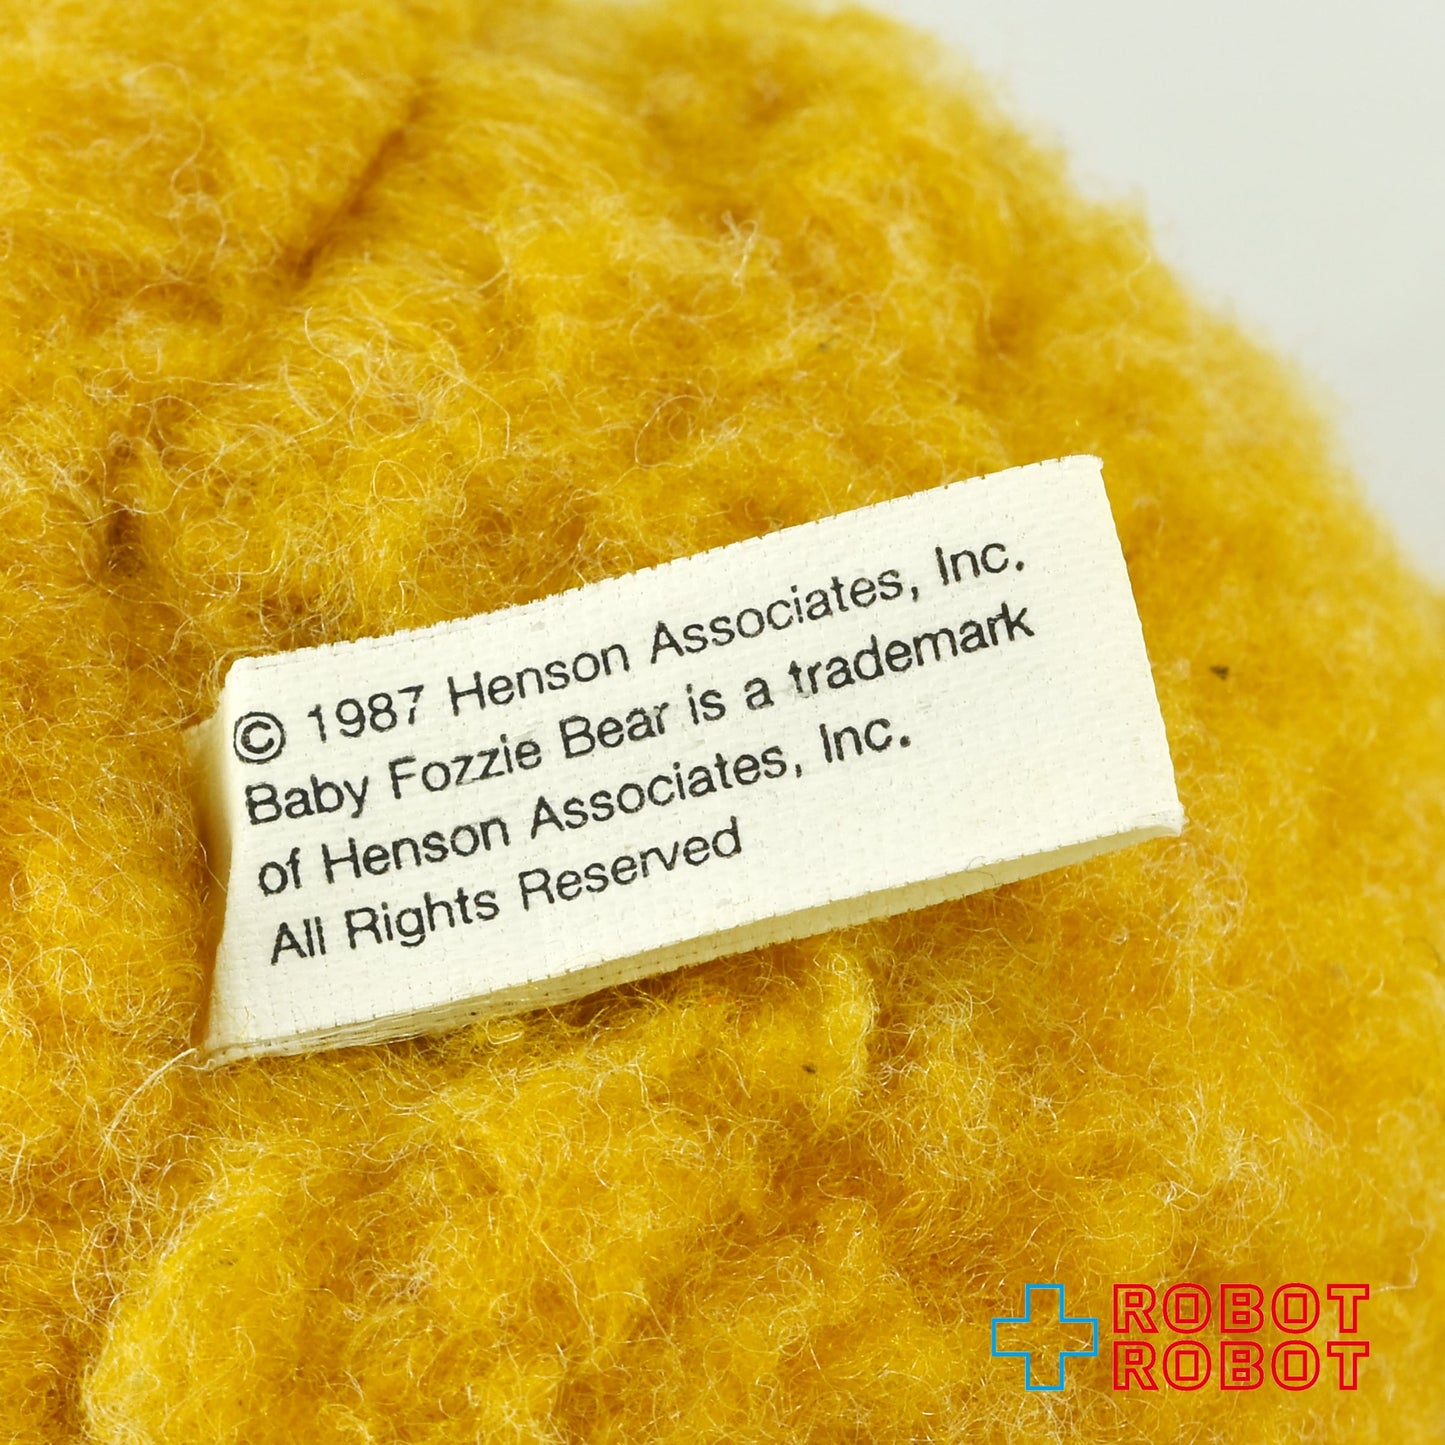 © 1987 Henson Associates, Inc.
Baby Fozzie Bear is a trademark
of Henson Associates, Inc.
All Rights Reserved
ROBOT
ROBOT